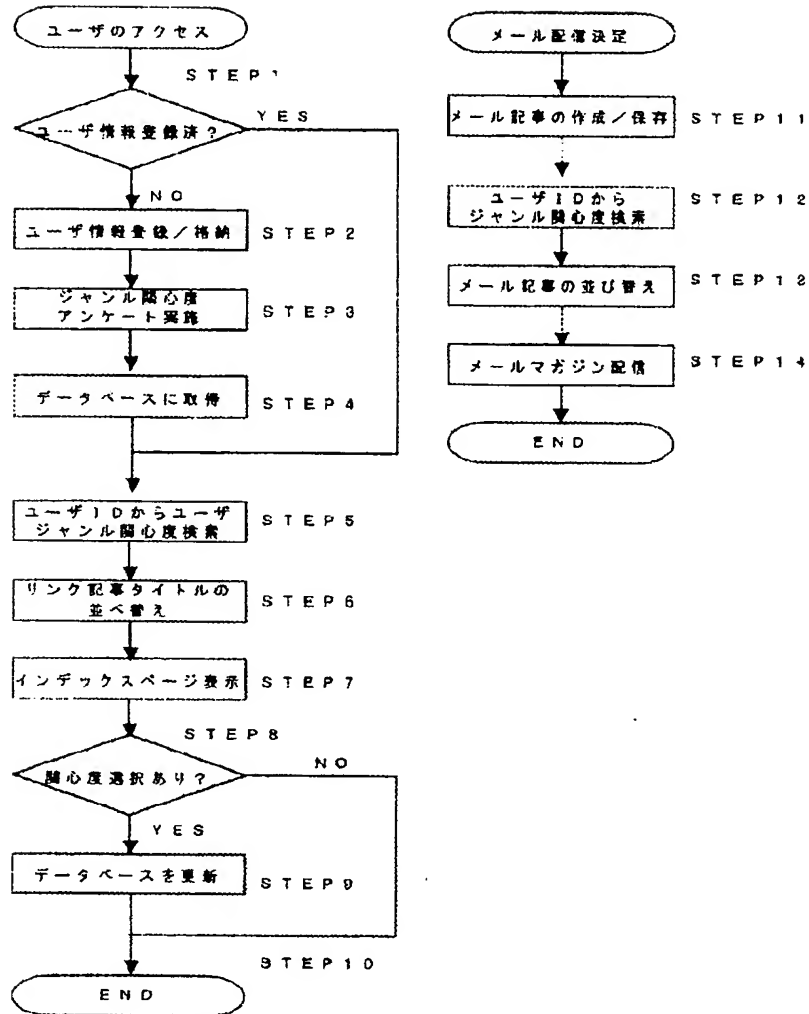 ユーザのアクセス
STEP1
ユーザ情報登録済?
YES
NO
ユーザ情報登録/格納
STEP2
ジャンル関心度
アンケート実施
STEP3
データベースに取得
STEP4
ユーザIDからユーザ
ジャンル関心度検索
STEP5
リンク記事タイトルの
並べ替え
STEP6
インデックスページ表示
STEP7
STEP8
関心度選択あり?
NO
YES
データベースを更新
STEP9
STEP10
END
メール配信決定
メール記事の作成/保存
STEP11
ユーザIDから
ジャンル関心度検索
STEP12
メール記事の並び替え
STEP12
メールマガジン配信
STEP14
END